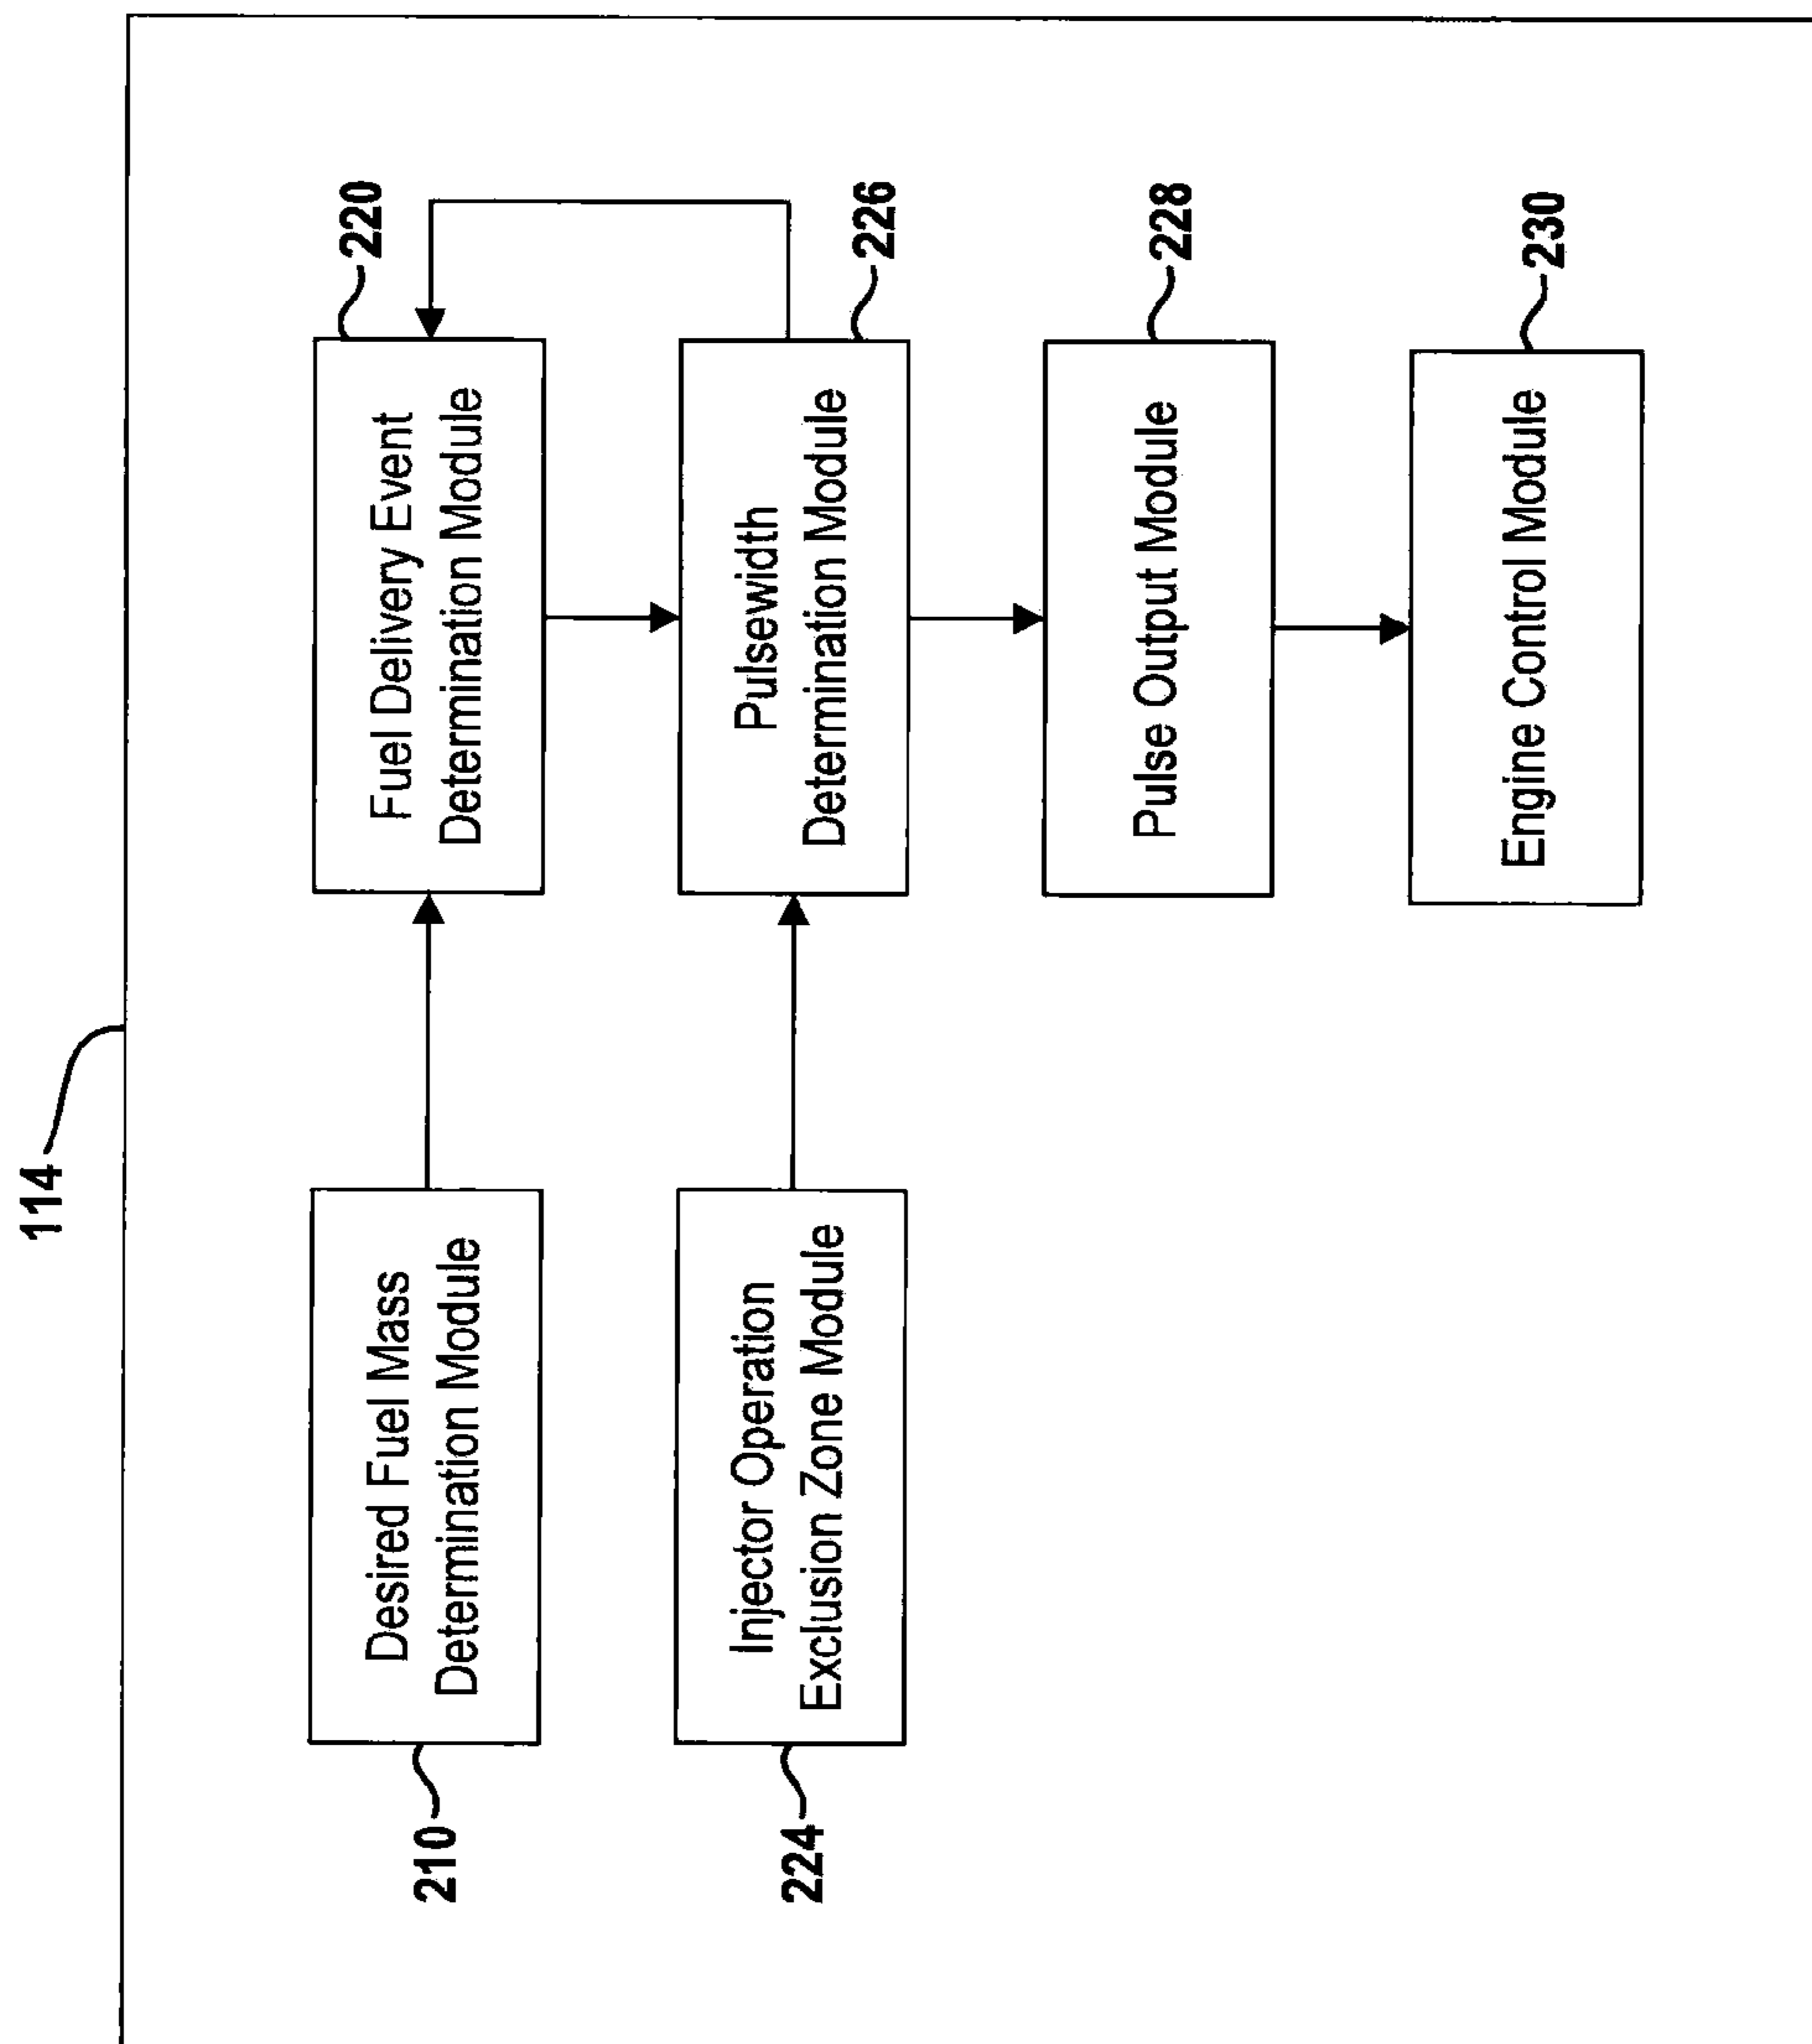 114
210
Desired Fuel Mass
Determination Module
Fuel Delivery Event
Determination Module
220
224
Injector Operation
Exclusion Zone Module
Pulsewidth
Determination Module
226
Pulse Output Module
228
Engine Control Module
230